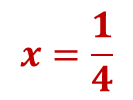 x = 1/4